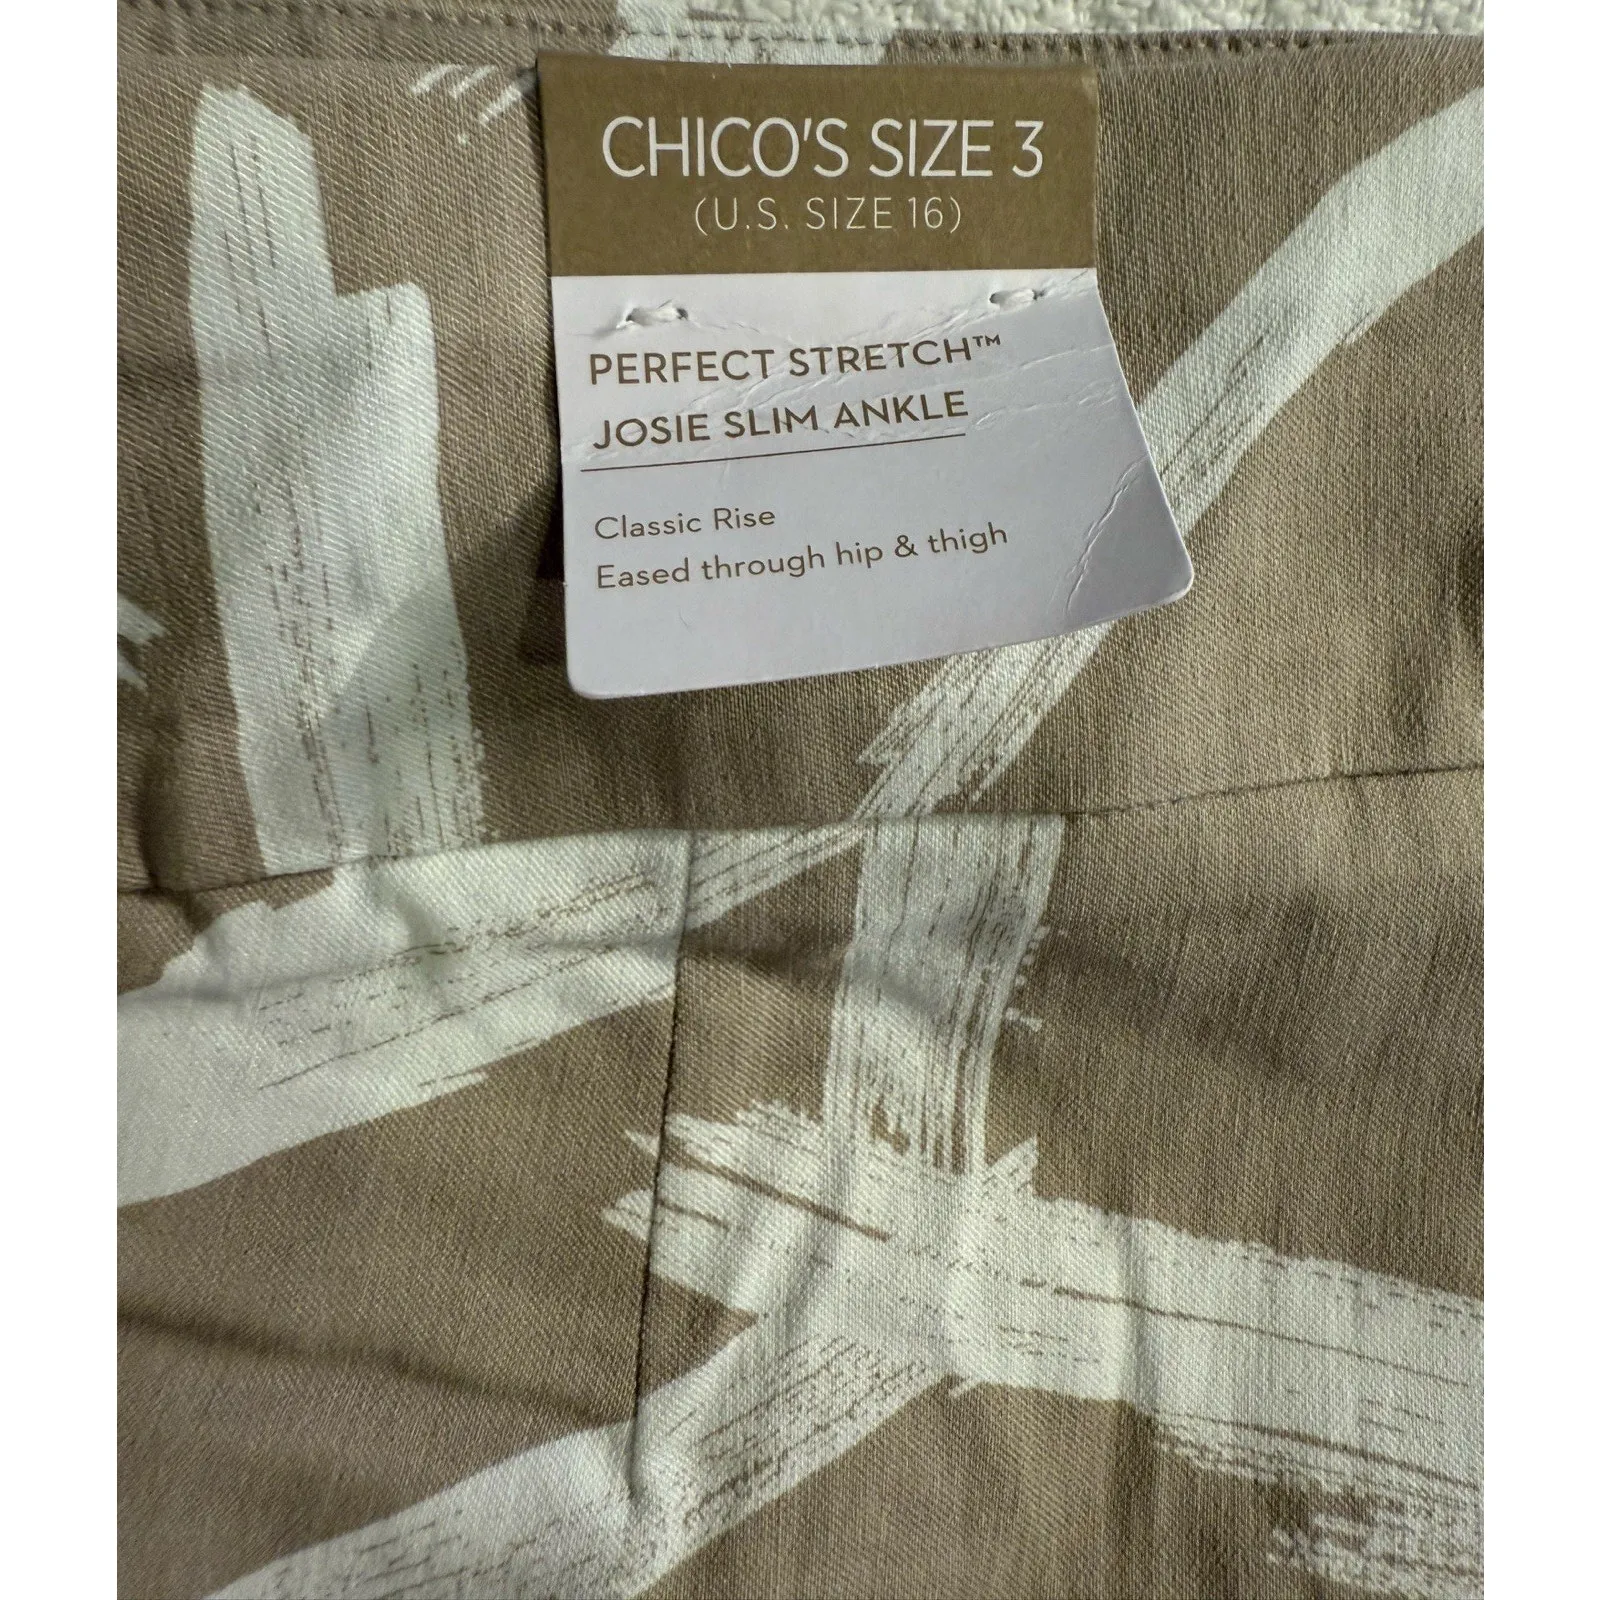 CHICO'S SIZE 3
(U.S. SIZE 16)
PERFECT STRETCH™
JOSIE SLIM ANKLE
Classic Rise
Eased through hip & thigh